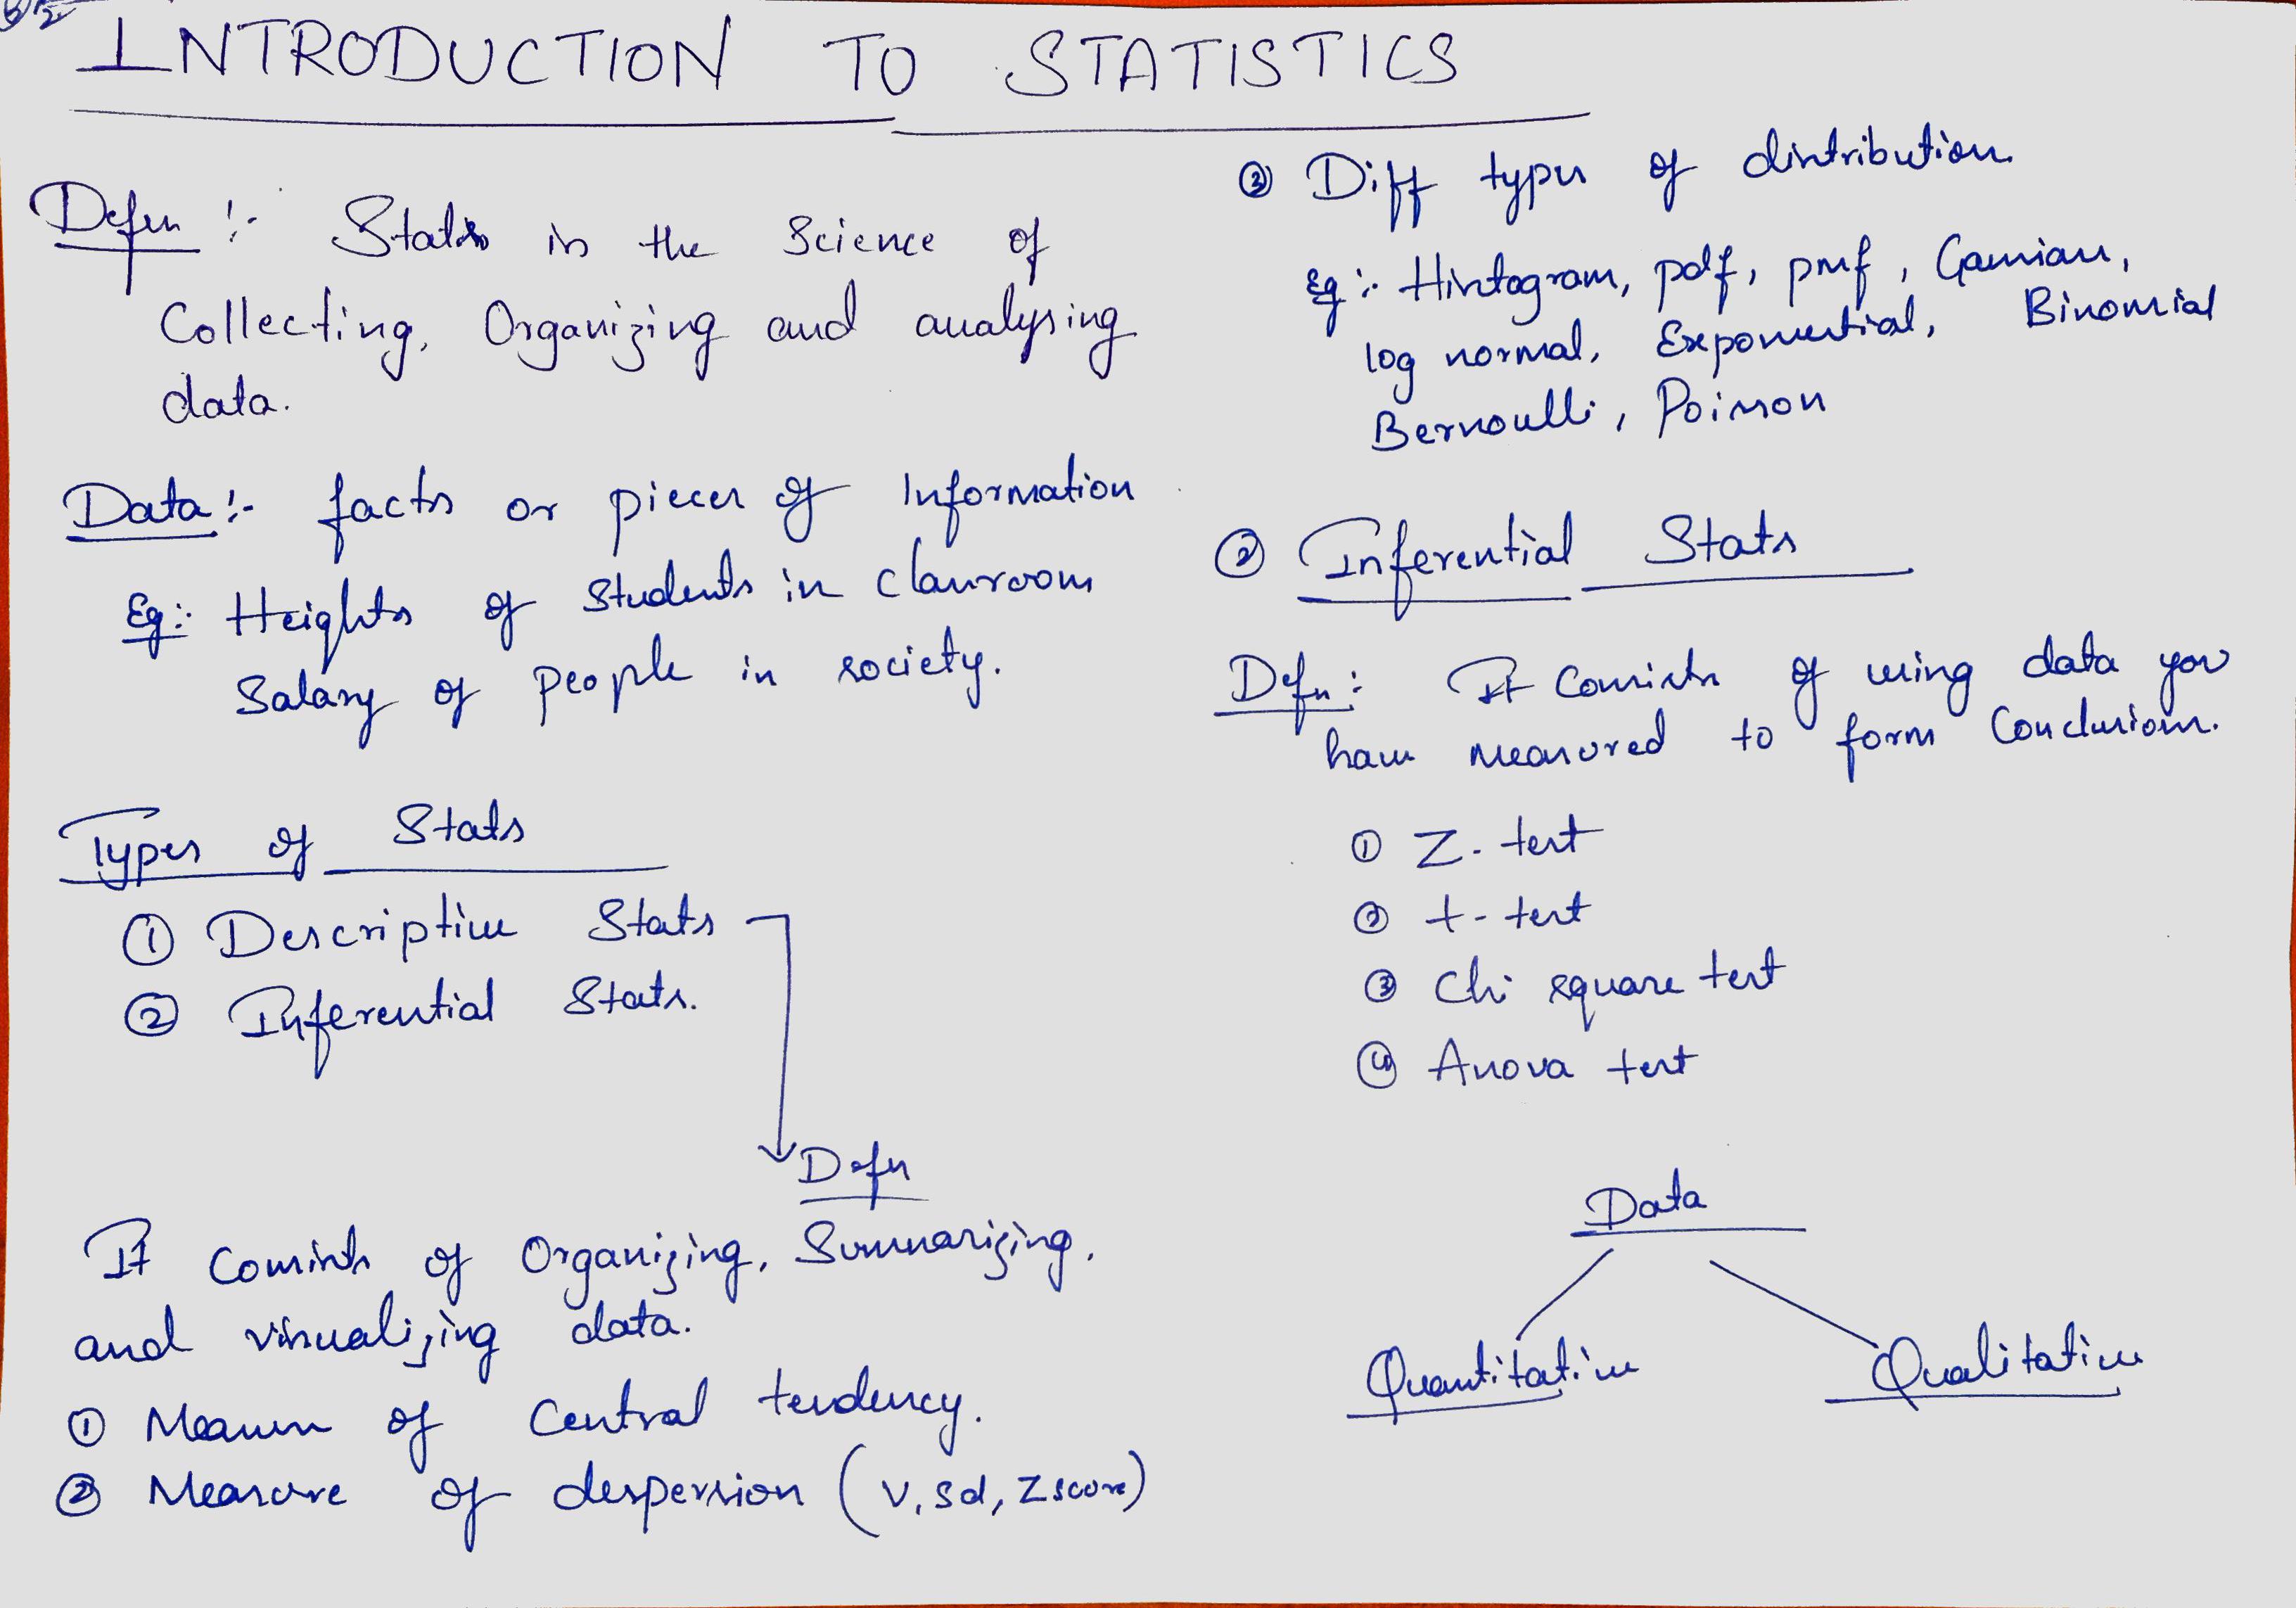 INTRODUCTION TO STATISTICS
Defn :- Stats is the Science of
Collecting, Organizing and analysing
data.
Data :- facts or pieces of Information
Eg :- Heights of students in classroom
Salary of people in society.
Types of Stats
① Descriptive Stats
② Inferential Stats.
Defn
It consists of Organizing, Summarizing,
and visualizing data.
① Measure of Central tendency.
② Measure of despersion (V, sd, Z score)
③ Diff types of distribution.
Eg :- Histogram, pdf, pmf, Gaussian,
log normal, Exponential, Binomial
Bernoulli, Poisson
② Inferential Stats
Defn : It consists of using data you
have measured to form Conclusions.
① Z-test
② t-test
③ Chi square test
④ Anova test
Data
Quantitative Qualitative